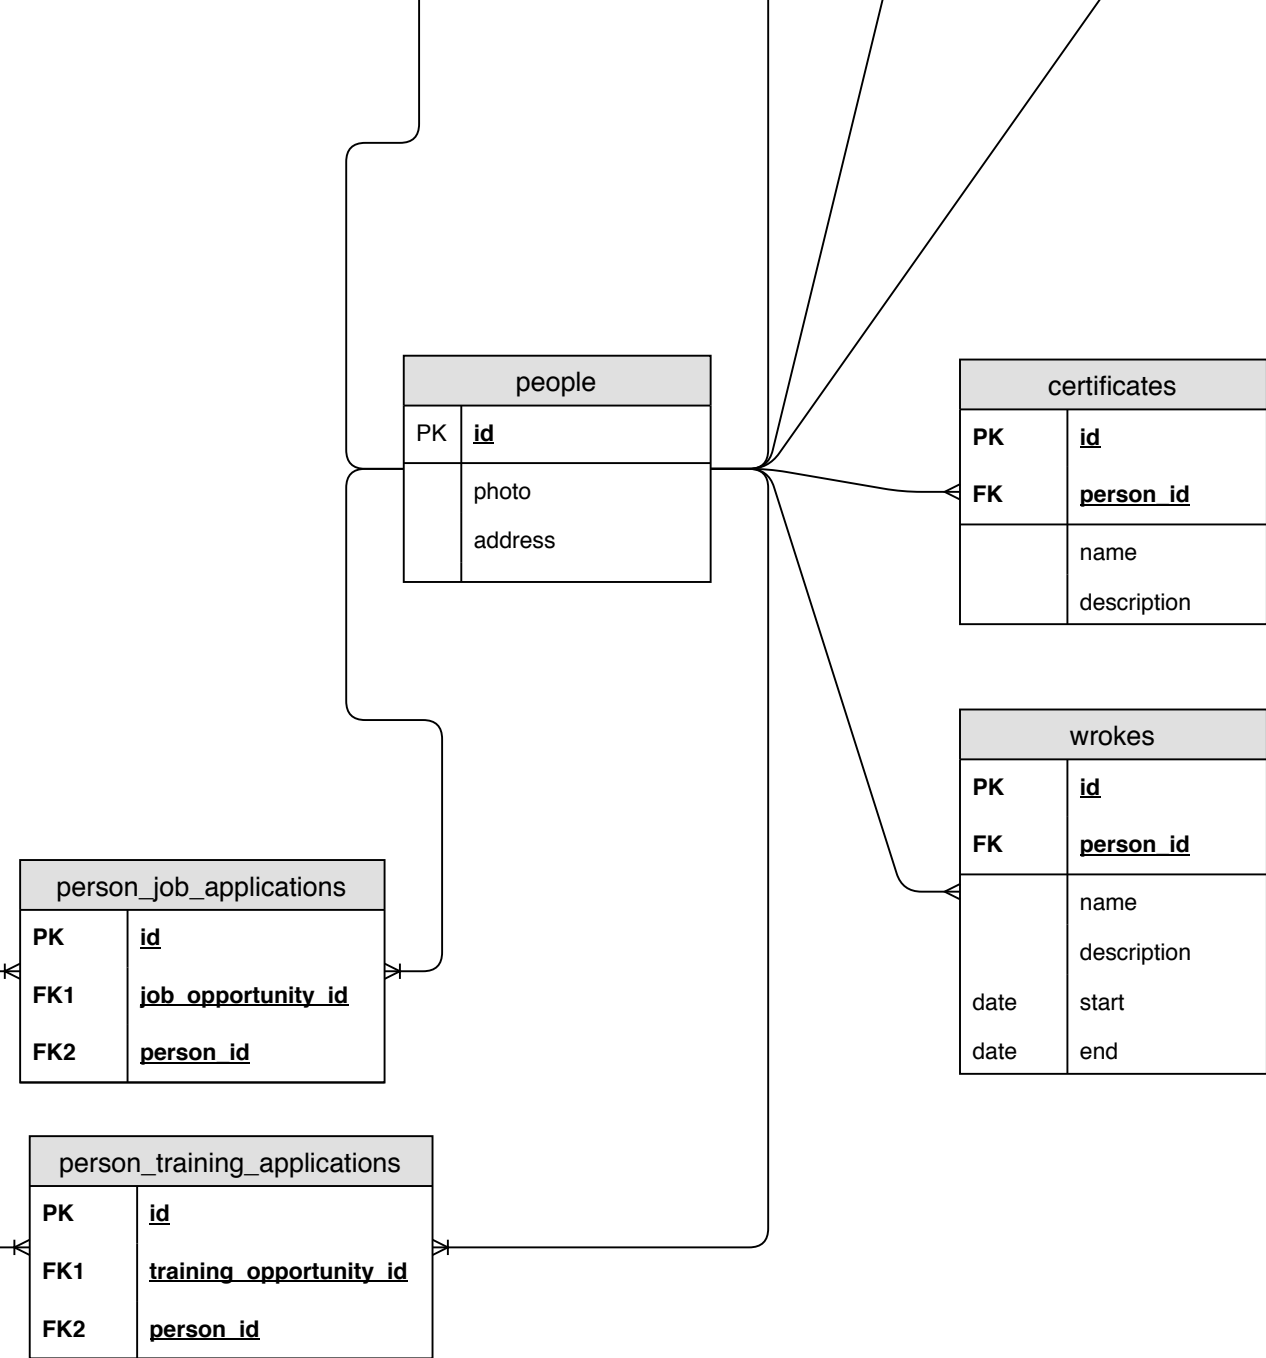 people
PK id
photo
address
certificates
PK id
FK person_id
name
description
wrokes
PK id
FK person_id
name
description
date start
date end
person_job_applications
PK id
FK1 job_opportunity_id
FK2 person_id
person_training_applications
PK id
FK1 training_opportunity_id
FK2 person_id